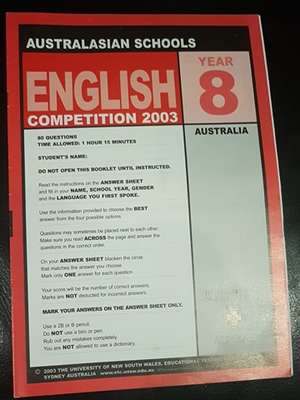 AUSTRALASIAN SCHOOLS
ENGLISH
COMPETITION 2003
YEAR
8
AUSTRALIA
60 QUESTIONS
TIME ALLOWED: 1 HOUR 15 MINUTES
STUDENT'S NAME:
DO NOT OPEN THIS BOOKLET UNTIL INSTRUCTED.
Read the instructions on the ANSWER SHEET
and fill in your NAME, SCHOOL YEAR, GENDER
and the LANGUAGE YOU FIRST SPOKE.
Use the information provided to choose the BEST
answer from the four possible options.
Questions may sometimes be placed next to each other.
Make sure you read ACROSS the page and answer the
questions in the correct order.
On your ANSWER SHEET blacken the circle
that matches the answer you choose.
Mark only ONE answer for each question.
Your score will be the number of correct answers.
Marks are NOT deducted for incorrect answers.
MARK YOUR ANSWERS ON THE ANSWER SHEET ONLY.
Use a 2B or B pencil.
Do NOT use a biro or pen.
Rub out any mistakes completely.
You are NOT allowed to use a dictionary.
© 2003 THE UNIVERSITY OF NEW SOUTH WALES, EDUCATIONAL
SYDNEY AUSTRALIA www.etc.unsw.edu.au